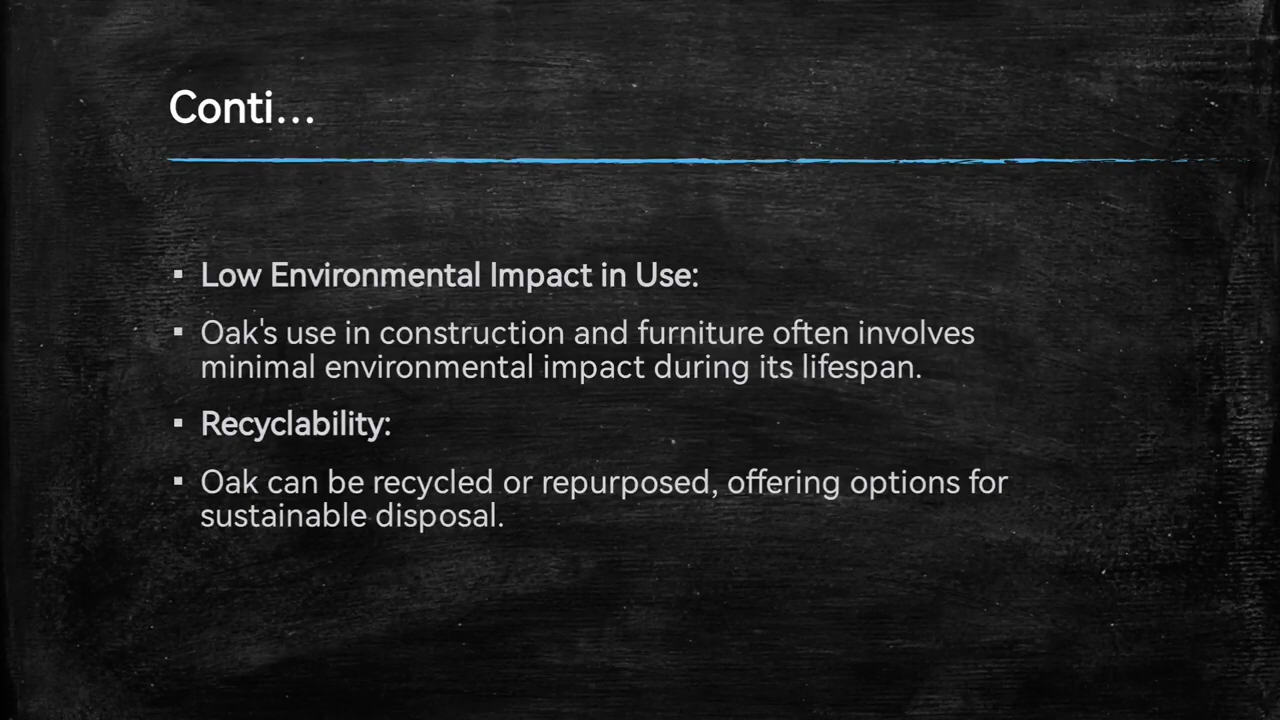 Conti…
▪ Low Environmental Impact in Use:
▪ Oak's use in construction and furniture often involves
minimal environmental impact during its lifespan.
▪ Recyclability:
▪ Oak can be recycled or repurposed, offering options for
sustainable disposal.